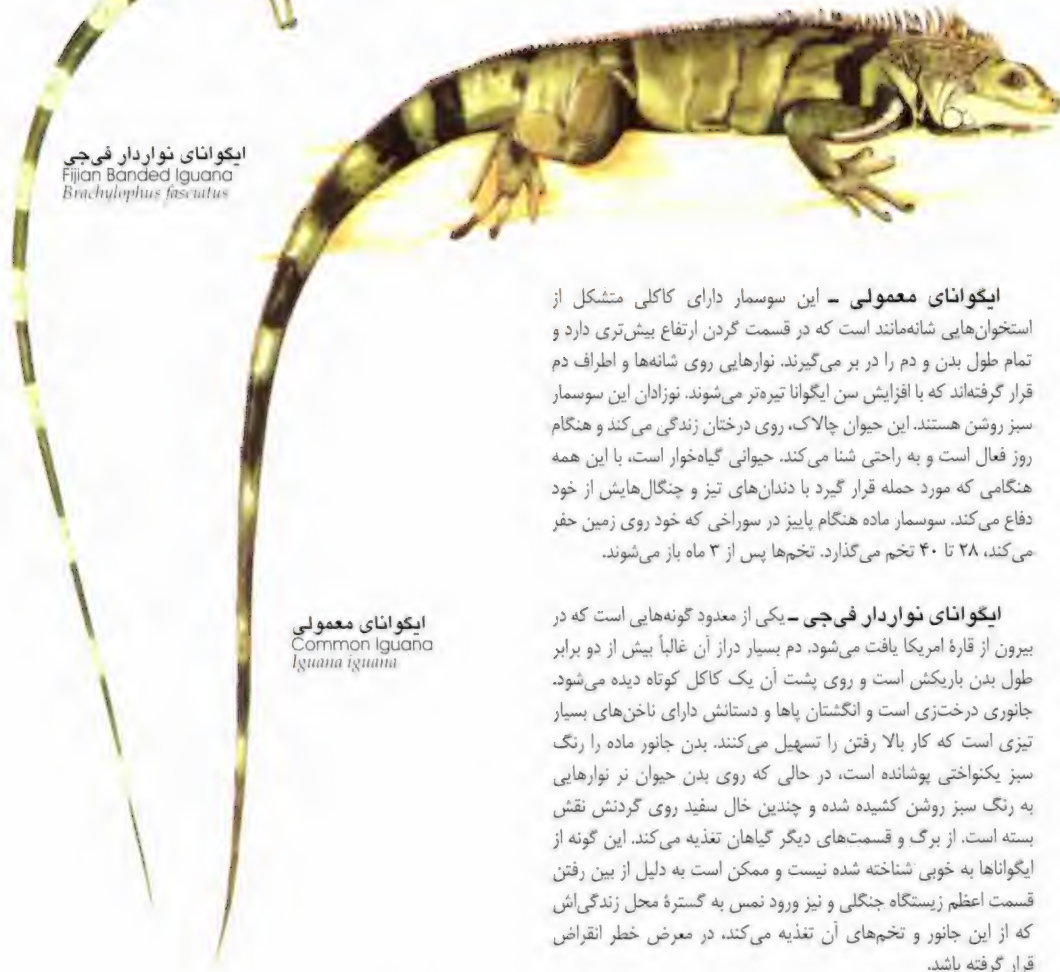 ایگوانای نواردار فی‌جی
Fijian Banded Iguana
Brachylophus fasciatus
ایگوانای معمولی ـ این سوسمار دارای کاکلی متشکل از
استخوان‌هایی شانه‌مانند است که در قسمت گردن ارتفاع بیش‌تری دارد و
تمام طول بدن و دم را در بر می‌گیرند. نوارهایی روی شانه‌ها و اطراف دم
قرار گرفته‌اند که با افزایش سن ایگوانا تیره‌تر می‌شوند. نوزادان این سوسمار
سبز روشن هستند. این حیوان چالاک، روی درختان زندگی می‌کند و هنگام
روز فعال است و به راحتی شنا می‌کند. حیوانی گیاه‌خوار است، با این همه
هنگامی که مورد حمله قرار گیرد با دندان‌های تیز و چنگال‌هایش از خود
دفاع می‌کند. سوسمار ماده هنگام پاییز در سوراخی که خود روی زمین حفر
می‌کند، ۲۸ تا ۴۰ تخم می‌گذارد. تخم‌ها پس از ۳ ماه باز می‌شوند.
ایگوانای معمولی
Common Iguana
Iguana iguana
ایگوانای نواردار فی‌جی ـ یکی از معدود گونه‌هایی است که در
بیرون از قارهٔ امریکا یافت می‌شود. دم بسیار دراز آن غالباً بیش از دو برابر
طول بدن باریکش است و روی پشت آن یک کاکل کوتاه دیده می‌شود.
جانوری درخت‌زی است و انگشتان پاها و دستانش دارای ناخن‌های بسیار
تیزی است که کار بالا رفتن را تسهیل می‌کنند. بدن جانور ماده را رنگ
سبز یکنواختی پوشانده است، در حالی که روی بدن حیوان نر نوارهایی
به رنگ سبز روشن کشیده شده و چندین خال سفید روی گردنش نقش
بسته است. از برگ و قسمت‌های دیگر گیاهان تغذیه می‌کند. این گونه از
ایگواناها به خوبی شناخته شده نیست و ممکن است به دلیل از بین رفتن
قسمت اعظم زیستگاه جنگلی و نیز ورود نمس به گسترهٔ محل زندگی‌اش
که از این جانور و تخم‌های آن تغذیه می‌کند، در معرض خطر انقراض
قرار گرفته باشد.